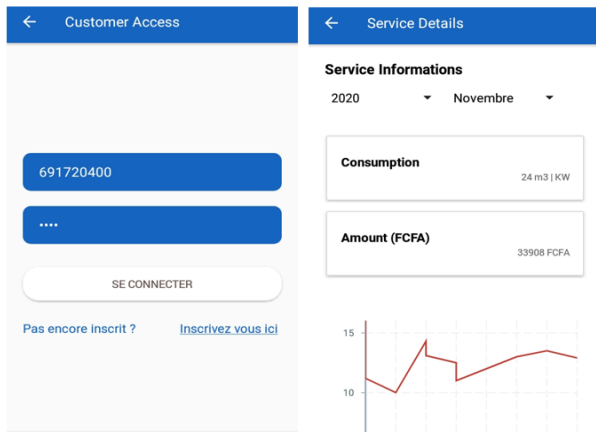 Customer Access
691720400
····
SE CONNECTER
Pas encore inscrit ? Inscrivez vous ici
Service Details
Service Informations
2020 Novembre
Consumption
24 m3 | KW
Amount (FCFA)
33908 FCFA
15
10